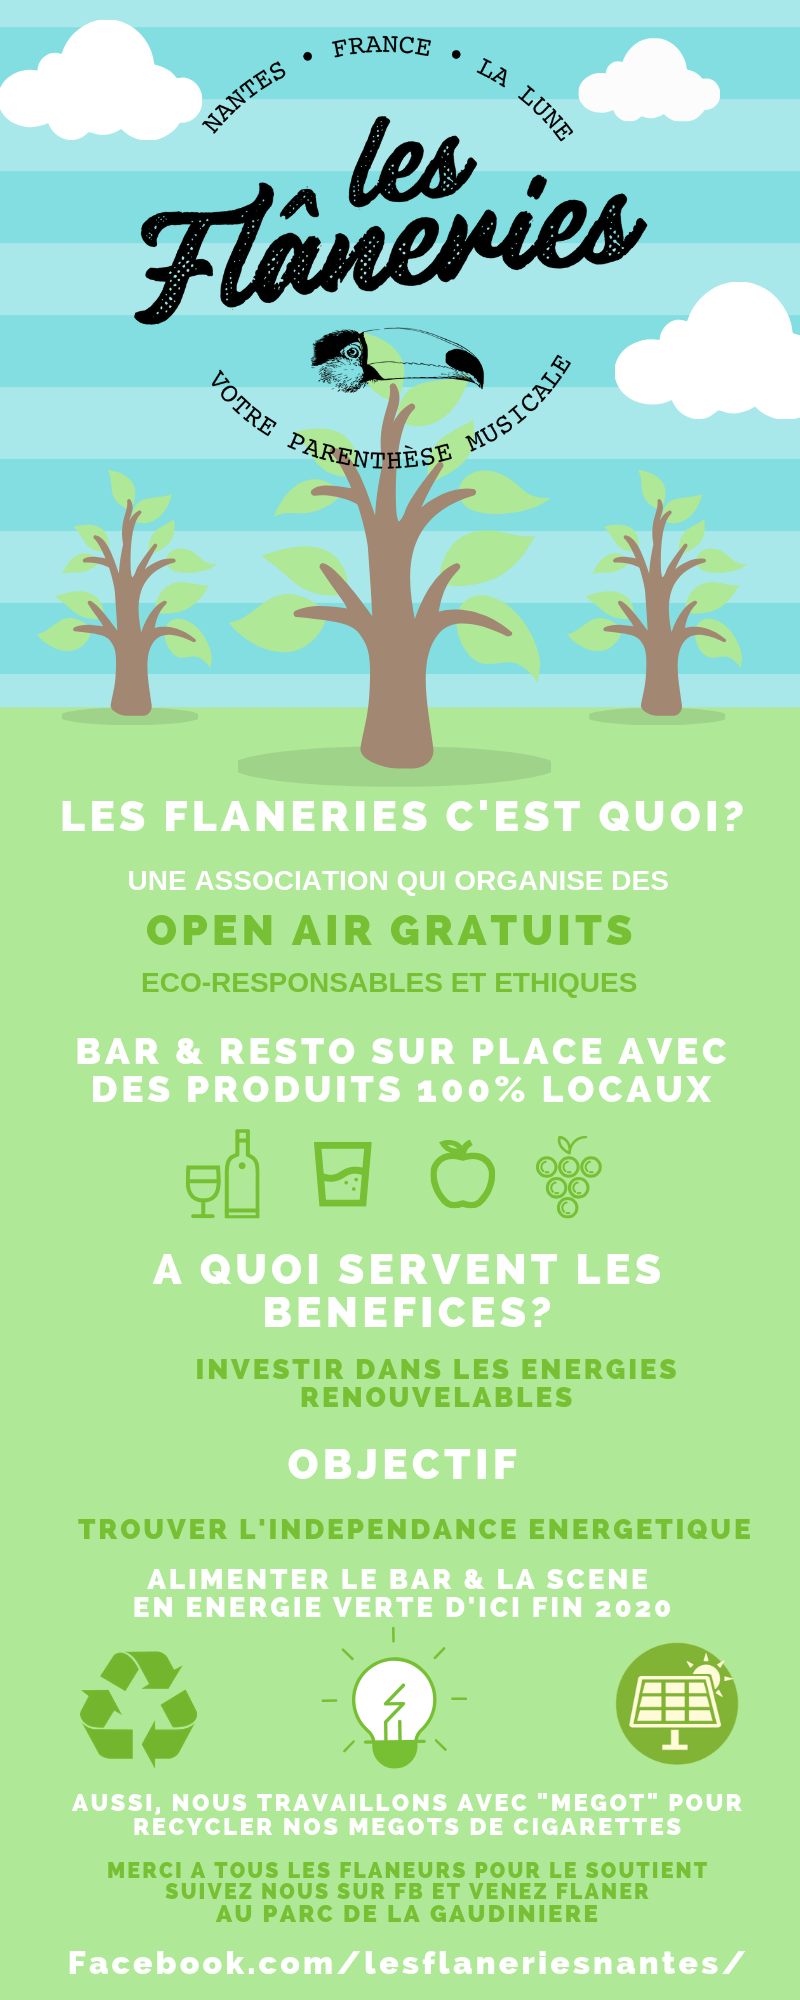 NANTES • FRANCE • LA LUNE
les
Flâneries
VOTRE PARENTHÈSE MUSICALE
LES FLANERIES C'EST QUOI?
UNE ASSOCIATION QUI ORGANISE DES
OPEN AIR GRATUITS
ECO-RESPONSABLES ET ETHIQUES
BAR & RESTO SUR PLACE AVEC
DES PRODUITS 100% LOCAUX
A QUOI SERVENT LES
BENEFICES?
INVESTIR DANS LES ENERGIES
RENOUVELABLES
OBJECTIF
TROUVER L'INDEPENDANCE ENERGETIQUE
ALIMENTER LE BAR & LA SCENE
EN ENERGIE VERTE D'ICI FIN 2020
AUSSI, NOUS TRAVAILLONS AVEC "MEGOT" POUR
RECYCLER NOS MEGOTS DE CIGARETTES
MERCI A TOUS LES FLANEURS POUR LE SOUTIENT
SUIVEZ NOUS SUR FB ET VENEZ FLANER
AU PARC DE LA GAUDINIERE
Facebook.com/lesflaneriesnantes/